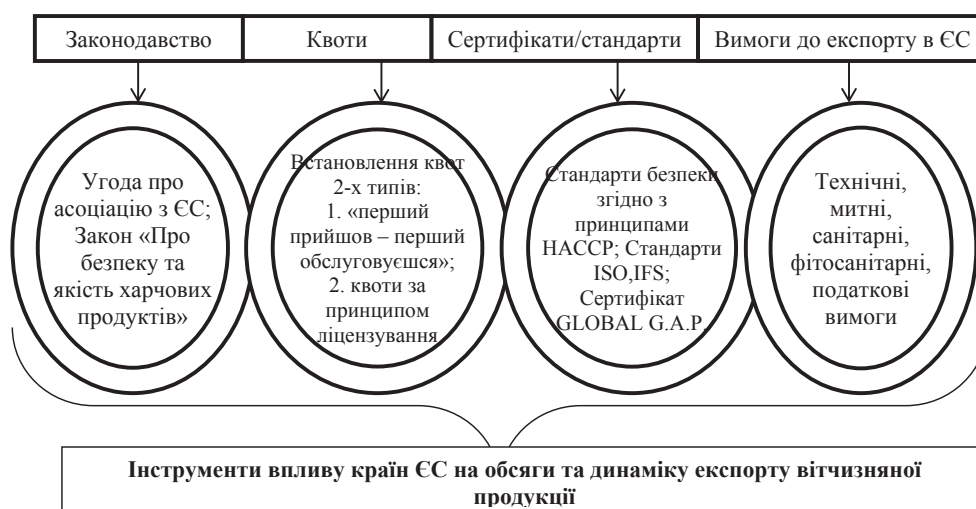 Законодавство
Квоти
Сертифікати/стандарти
Вимоги до експорту в ЄС
Угода про
асоціацію з ЄС;
Закон «Про
безпеку та
якість харчових
продуктів»
Встановлення квот
2-х типів:
1. «перший
прийшов – перший
обслуговуєшся»;
2. квоти за
принципом
ліцензування
Стандарти безпеки
згідно з
принципами
НАССР; Стандарти
ISO,IFS;
Сертифікат
GLOBAL G.A.P.
Технічні,
митні,
санітарні,
фітосанітарні,
податкові
вимоги
Інструменти впливу країн ЄС на обсяги та динаміку експорту вітчизняної
продукції